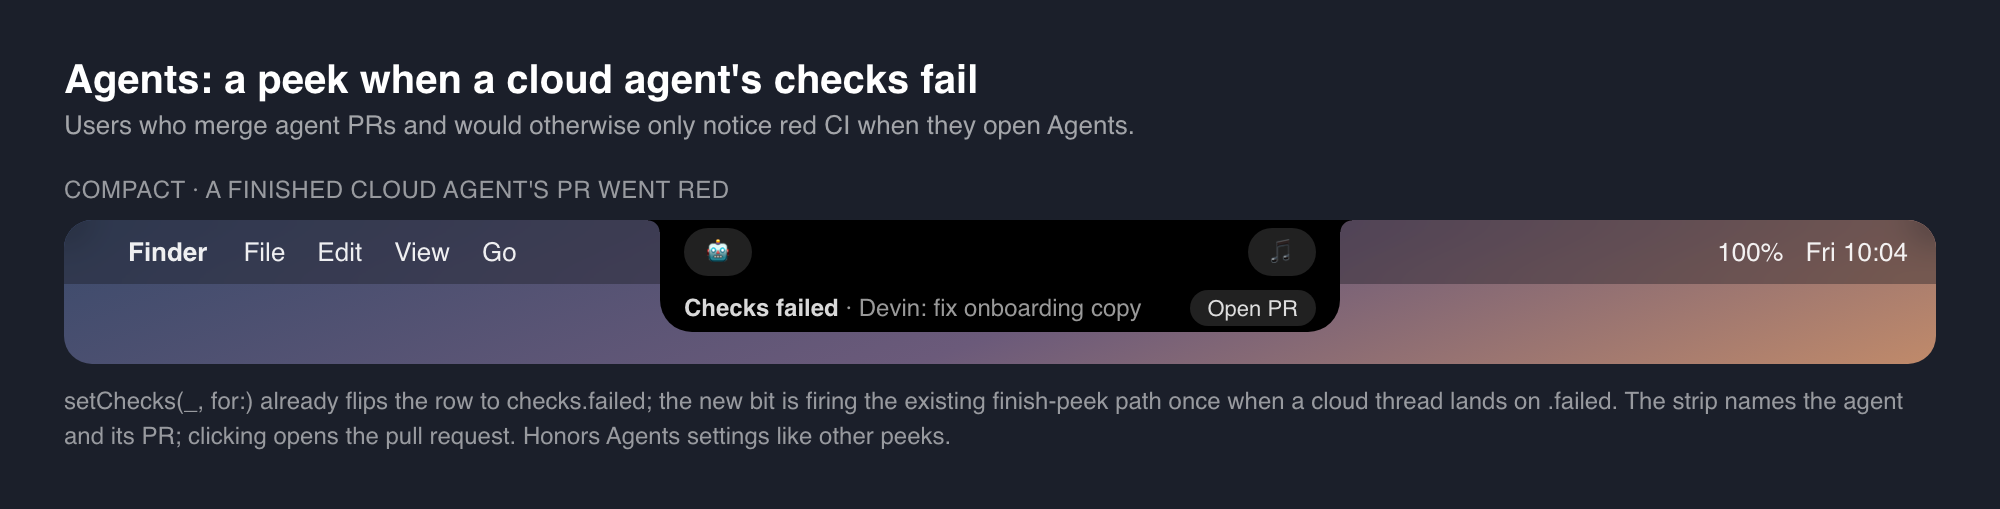 Agents: a peek when a cloud agent's checks fail
Users who merge agent PRs and would otherwise only notice red CI when they open Agents.
COMPACT · A FINISHED CLOUD AGENT'S PR WENT RED
Finder File Edit View Go 100% Fri 10:04
Checks failed · Devin: fix onboarding copy Open PR
setChecks(_, for:) already flips the row to checks.failed; the new bit is firing the existing finish-peek path once when a cloud thread lands on .failed. The strip names the agent
and its PR; clicking opens the pull request. Honors Agents settings like other peeks.